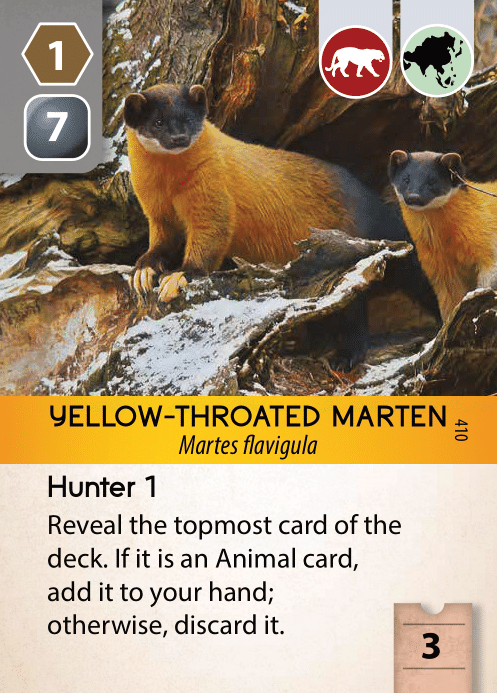 1
7
YELLOW-THROATED MARTEN
410
Martes flavigula
Hunter 1
Reveal the topmost card of the
deck. If it is an Animal card,
add it to your hand;
otherwise, discard it.
3